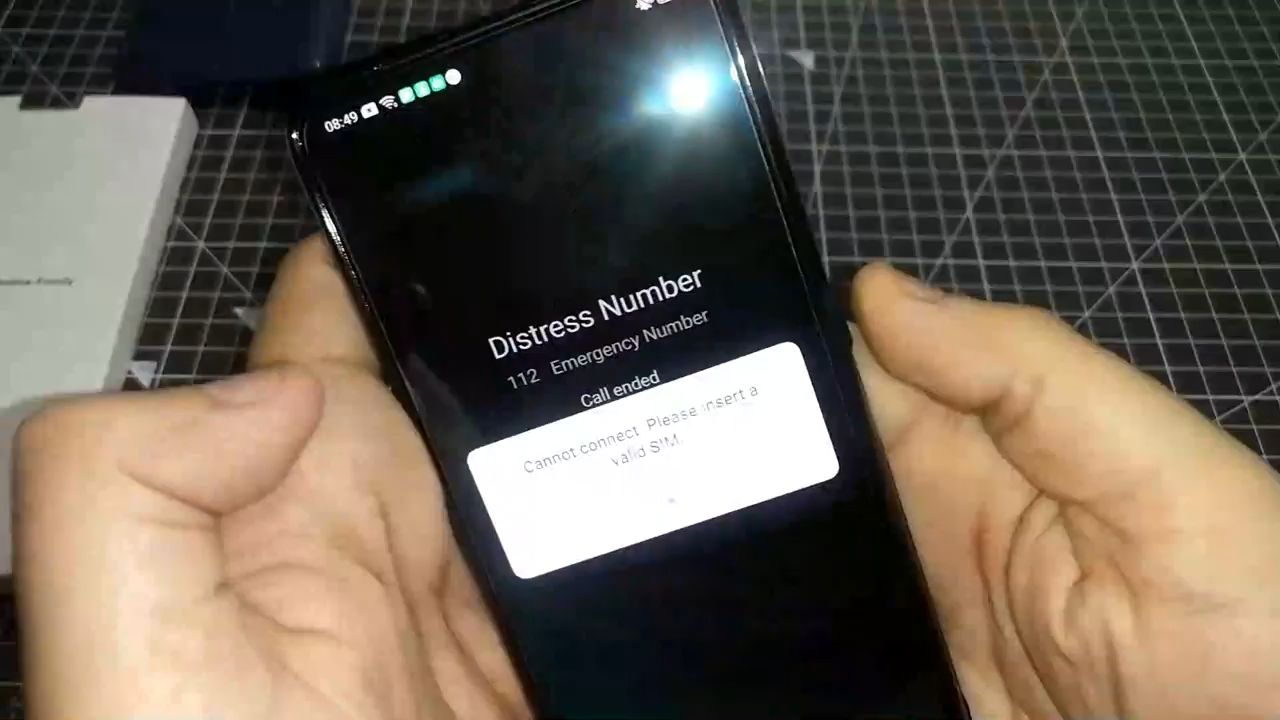 08:49
Distress Number
112 Emergency Number
Call ended
Cannot connect. Please insert a
valid SIM.